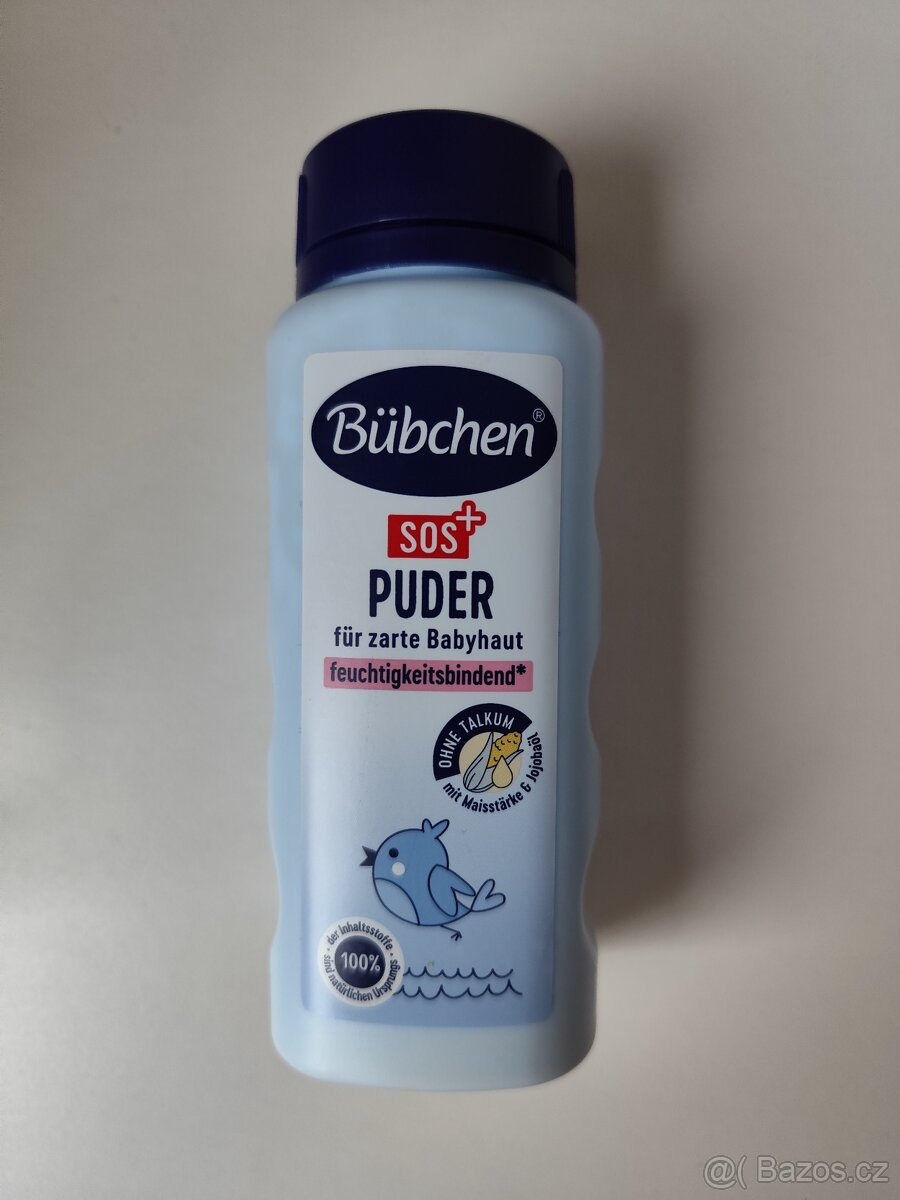 Bübchen®
SOS+
PUDER
für zarte Babyhaut
feuchtigkeitsbindend*
OHNE TALKUM
mit Maisstärke & Jojobaöl
100%
der Inhaltsstoffe
sind natürlichen Ursprungs
@( Bazos.cz